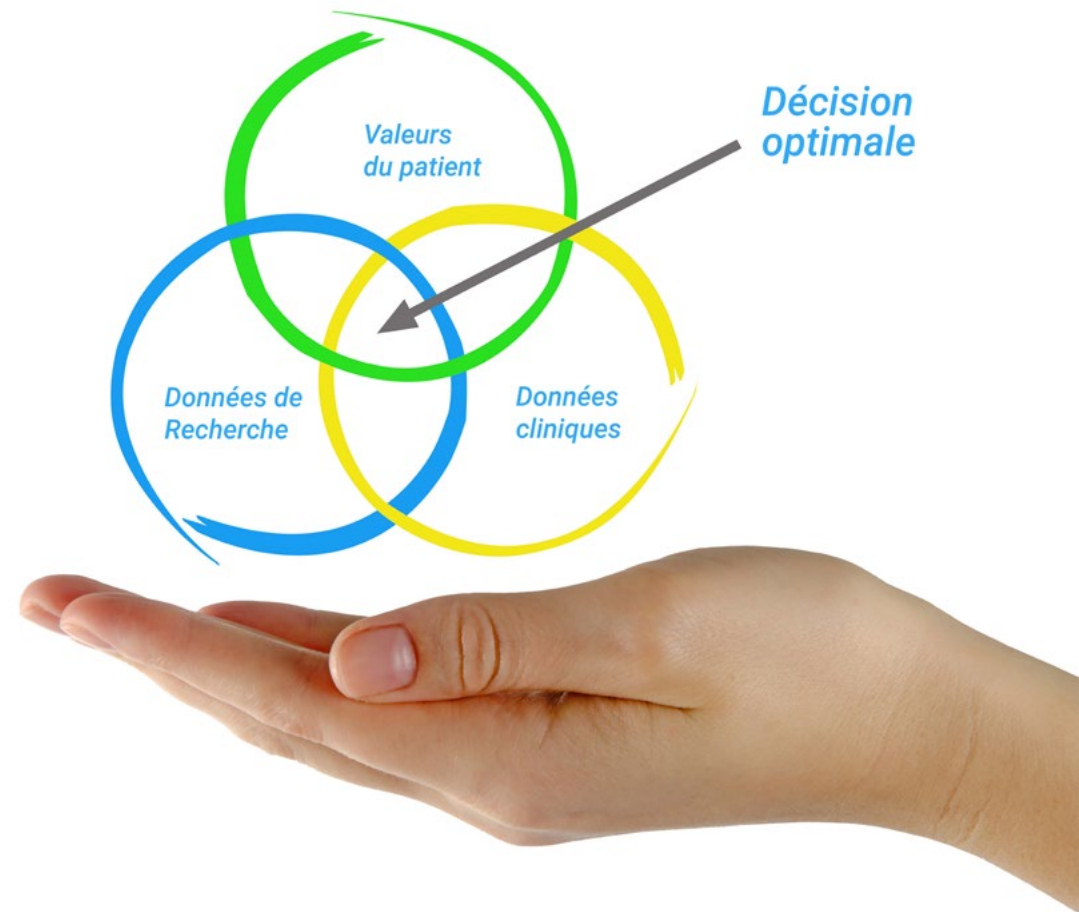 Valeurs
du patient
Décision
optimale
Données de
Recherche
Données
cliniques